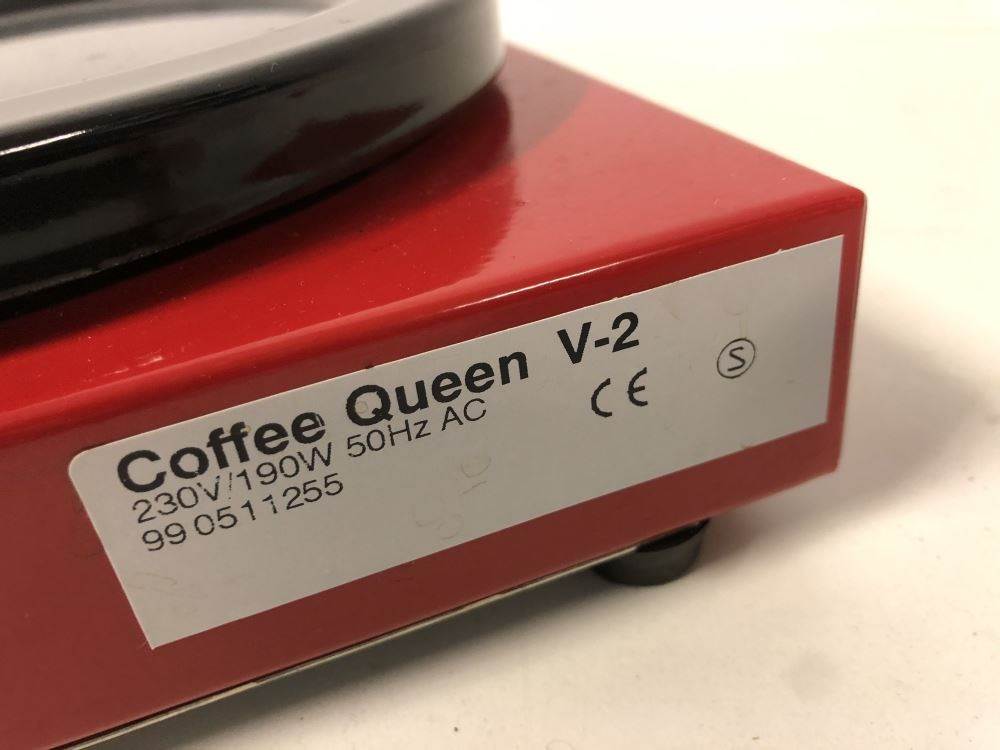 Coffee Queen V-2
230V/190W 50Hz AC
99 0511255
CE
S